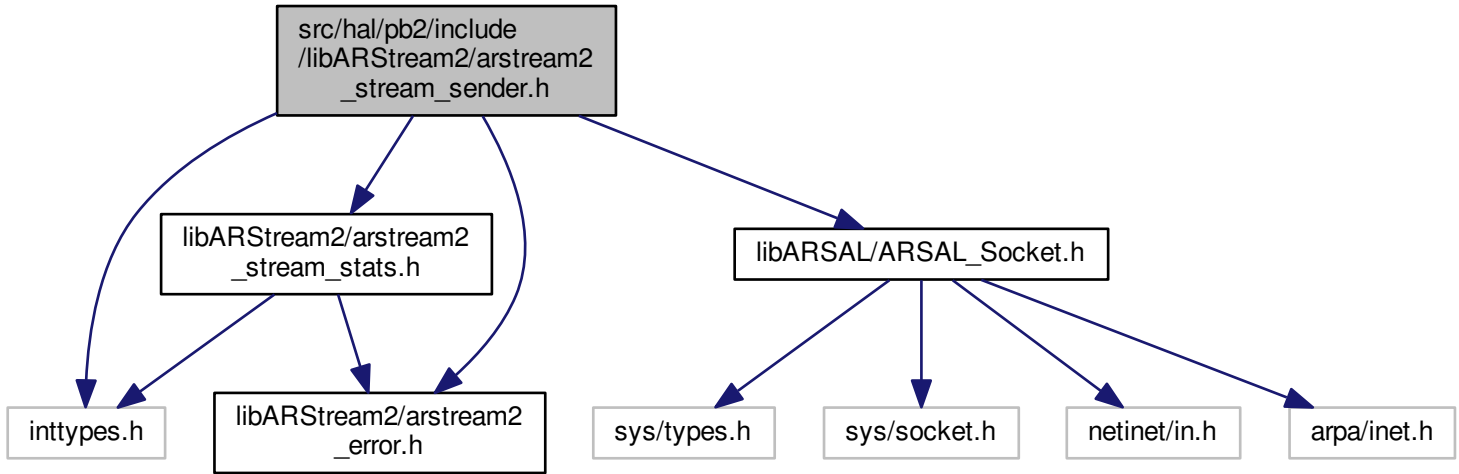 src/hal/pb2/include
/libARStream2/arstream2
_stream_sender.h
libARStream2/arstream2
_stream_stats.h
libARSAL/ARSAL_Socket.h
inttypes.h
libARStream2/arstream2
_error.h
sys/types.h
sys/socket.h
netinet/in.h
arpa/inet.h